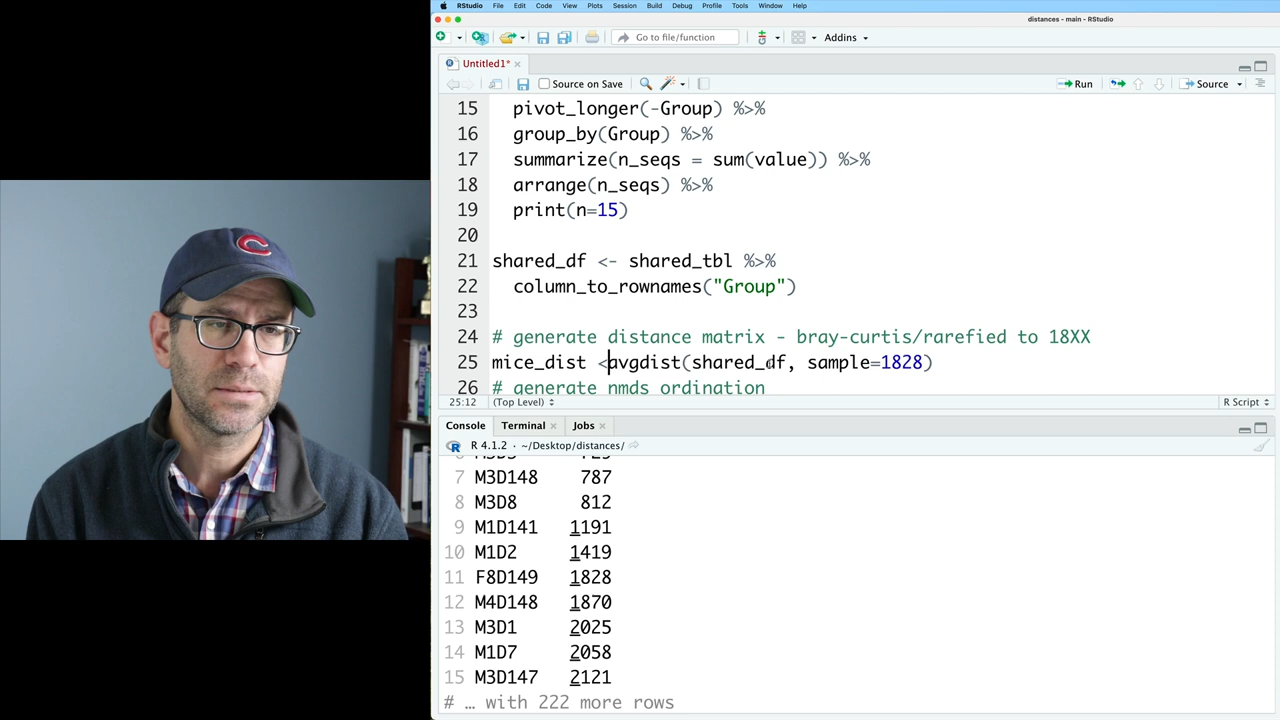 RStudio File Edit Code View Plots Session Build Debug Profile Tools Window Help
distances - main - RStudio
Go to file/function
Addins
Untitled1*
Source on Save
Run
Source
15 pivot_longer(-Group) %>%
16 group_by(Group) %>%
17 summarize(n_seqs = sum(value)) %>%
18 arrange(n_seqs) %>%
19 print(n=15)
20
21 shared_df <- shared_tbl %>%
22 column_to_rownames("Group")
23
24 # generate distance matrix - bray-curtis/rarefied to 18XX
25 mice_dist <avgdist(shared_df, sample=1828)
26 # generate nmds ordination
25:12 (Top Level) R Script
Console Terminal Jobs
R 4.1.2 · ~/Desktop/distances/
7 M3D148 787
8 M3D8 812
9 M1D141 1191
10 M1D2 1419
11 F8D149 1828
12 M4D148 1870
13 M3D1 2025
14 M1D7 2058
15 M3D147 2121
# … with 222 more rows